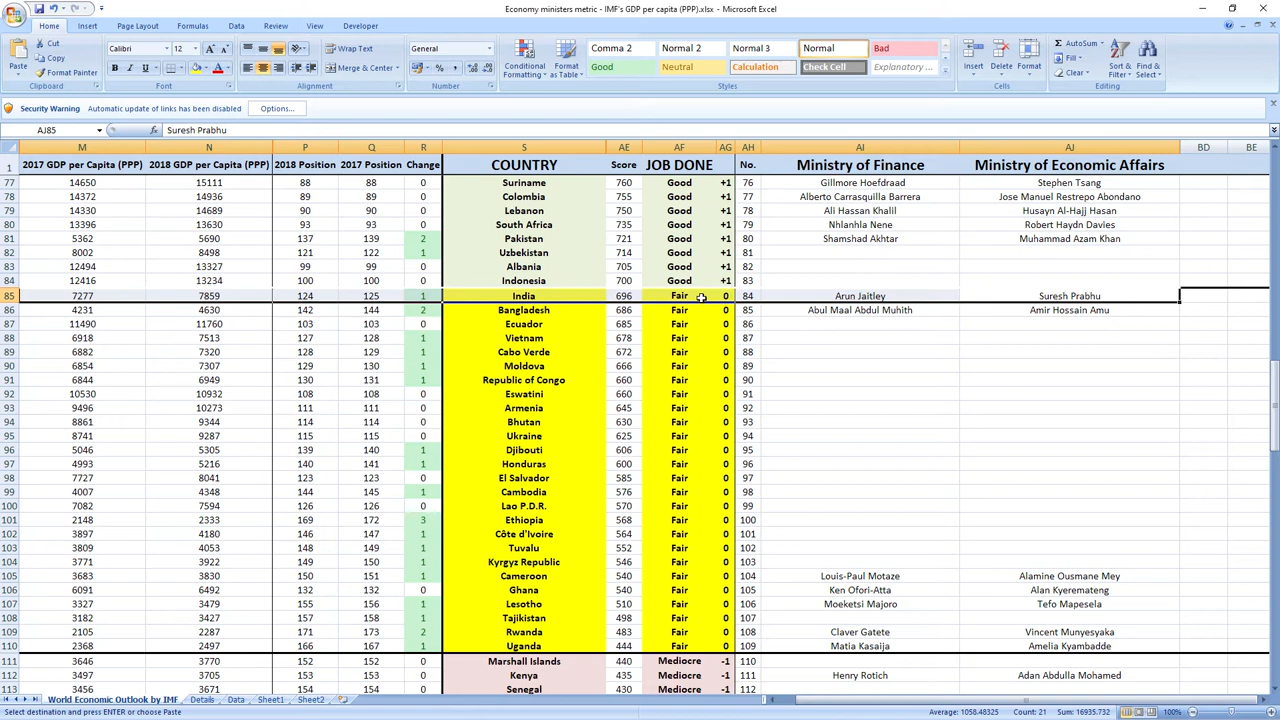 Economy ministers metric - IMF's GDP per capita (PPP).xlsx - Microsoft Excel
Home Insert Page Layout Formulas Data Review View Developer
Paste Cut Copy Format Painter Clipboard
Calibri 12 Font
Wrap Text Merge & Center Alignment
General Number
Conditional Formatting Format as Table
Comma 2 Normal 2 Normal 3 Normal Bad
Good Neutral Calculation Check Cell Explanatory ...
Styles
Insert Delete Format Cells
AutoSum Fill Clear Sort & Filter Find & Select Editing
Security Warning Automatic update of links has been disabled Options...
AJ85 Suresh Prabhu
M N P Q R S AE AF AG AH AI AJ BD BE
1 2017 GDP per Capita (PPP) 2018 GDP per Capita (PPP) 2018 Position 2017 Position Change COUNTRY Score JOB DONE No. Ministry of Finance Ministry of Economic Affairs
77 14650 15111 88 88 0 Suriname 760 Good +1 76 Gillmore Hoefdraad Stephen Tsang
78 14372 14936 89 89 0 Colombia 755 Good +1 77 Alberto Carrasquilla Barrera Jose Manuel Restrepo Abondano
79 14330 14689 90 90 0 Lebanon 740 Good +1 78 Ali Hassan Khalil Husayn Al-Hajj Hasan
80 13396 13630 93 93 0 South Africa 735 Good +1 79 Nhlanhla Nene Robert Haydn Davies
81 5362 5690 137 139 2 Pakistan 721 Good +1 80 Shamshad Akhtar Muhammad Azam Khan
82 8002 8498 121 122 1 Uzbekistan 714 Good +1 81
83 12494 13327 99 99 0 Albania 705 Good +1 82
84 12416 13234 100 100 0 Indonesia 700 Good +1 83
85 7277 7859 124 125 1 India 696 Fair 0 84 Arun Jaitley Suresh Prabhu
86 4231 4630 142 144 2 Bangladesh 686 Fair 0 85 Abul Maal Abdul Muhith Amir Hossain Amu
87 11490 11760 103 103 0 Ecuador 685 Fair 0 86
88 6918 7513 127 128 1 Vietnam 678 Fair 0 87
89 6882 7320 128 129 1 Cabo Verde 672 Fair 0 88
90 6854 7307 129 130 1 Moldova 666 Fair 0 89
91 6844 6949 130 131 1 Republic of Congo 660 Fair 0 90
92 10530 10932 108 108 0 Eswatini 660 Fair 0 91
93 9496 10273 111 111 0 Armenia 645 Fair 0 92
94 8861 9344 114 114 0 Bhutan 630 Fair 0 93
95 8741 9287 115 115 0 Ukraine 625 Fair 0 94
96 5046 5305 139 140 1 Djibouti 606 Fair 0 95
97 4993 5216 140 141 1 Honduras 600 Fair 0 96
98 7727 8041 123 123 0 El Salvador 585 Fair 0 97
99 4007 4348 144 145 1 Cambodia 576 Fair 0 98
100 7082 7594 126 126 0 Lao P.D.R. 570 Fair 0 99
101 2148 2333 169 172 3 Ethiopia 568 Fair 0 100
102 3897 4180 146 147 1 Côte d'Ivoire 564 Fair 0 101
103 3809 4053 148 149 1 Tuvalu 552 Fair 0 102
104 3771 3922 149 150 1 Kyrgyz Republic 546 Fair 0 103
105 3683 3830 150 151 1 Cameroon 540 Fair 0 104 Louis-Paul Motaze Alamine Ousmane Mey
106 6091 6492 132 132 0 Ghana 540 Fair 0 105 Ken Ofori-Atta Alan Kyeremateng
107 3327 3479 155 156 1 Lesotho 510 Fair 0 106 Moeketsi Majoro Tefo Mapesela
108 3182 3427 157 158 1 Tajikistan 498 Fair 0 107
109 2105 2287 171 173 2 Rwanda 483 Fair 0 108 Claver Gatete Vincent Munyesyaka
110 2368 2497 166 167 1 Uganda 444 Fair 0 109 Matia Kasaija Amelia Kyambadde
111 3646 3770 152 152 0 Marshall Islands 440 Mediocre -1 110
112 3497 3705 153 153 0 Kenya 435 Mediocre -1 111 Henry Rotich Adan Abdulla Mohamed
113 3456 3671 154 154 0 Senegal 430 Mediocre -1 112
World Economic Outlook by IMF Details Data Sheet1 Sheet2
Select destination and press ENTER or choose Paste Average: 1058.48325 Count: 21 Sum: 16935.732 100%